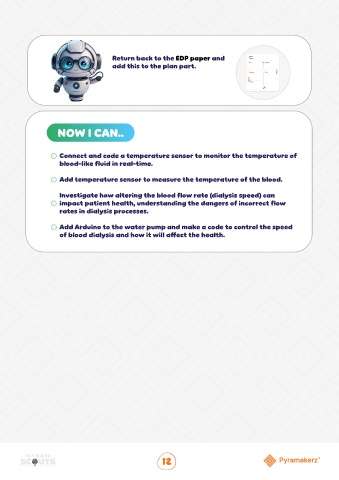 Return back to the EDP paper and
add this to the plan part.
NOW I CAN..
Connect and code a temperature sensor to monitor the temperature of
blood-like fluid in real-time.
Add temperature sensor to measure the temperature of the blood.
Investigate how altering the blood flow rate (dialysis speed) can
impact patient health, understanding the dangers of incorrect flow
rates in dialysis processes.
Add Arduino to the water pump and make a code to control the speed
of blood dialysis and how it will affect the health.
STEAM
SCOUTS
12
Pyramakerz